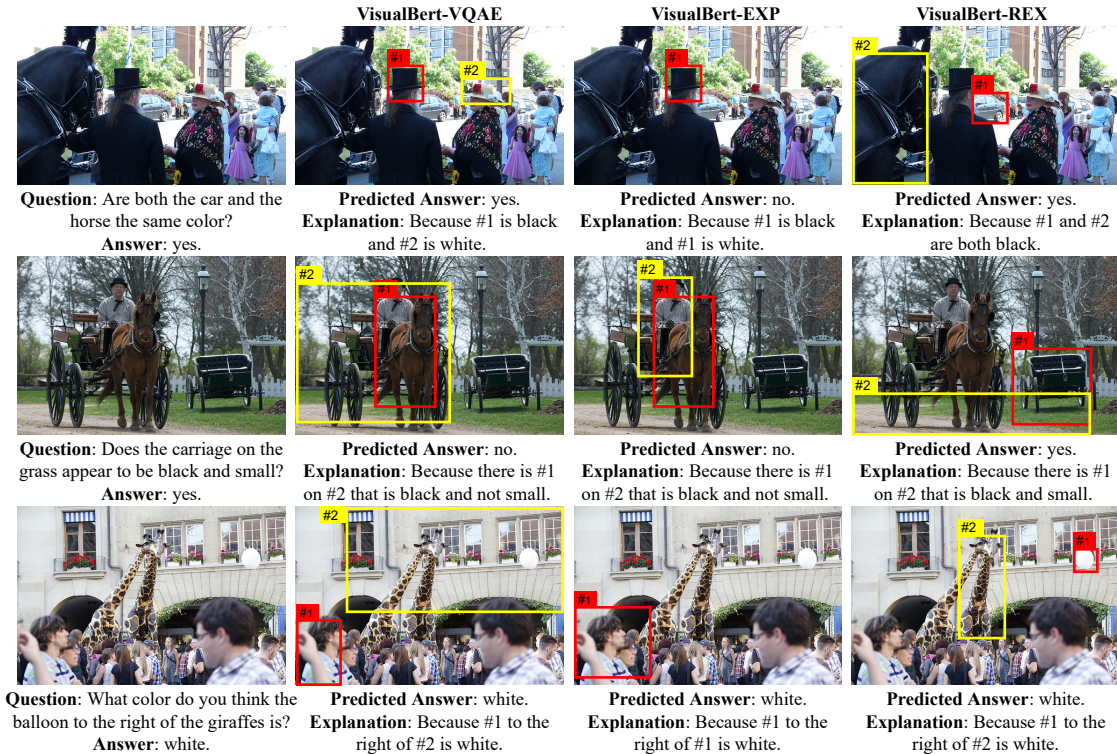 VisualBert-VQAE
VisualBert-EXP
VisualBert-REX
#1
#2
#1
#2
#1
Question: Are both the car and the
horse the same color?
Answer: yes.
Predicted Answer: yes.
Explanation: Because #1 is black
and #2 is white.
Predicted Answer: no.
Explanation: Because #1 is black
and #1 is white.
Predicted Answer: yes.
Explanation: Because #1 and #2
are both black.
#2
#1
#2
#1
#1
#2
Question: Does the carriage on the
grass appear to be black and small?
Answer: yes.
Predicted Answer: no.
Explanation: Because there is #1
on #2 that is black and not small.
Predicted Answer: no.
Explanation: Because there is #1
on #2 that is black and not small.
Predicted Answer: yes.
Explanation: Because there is #1
on #2 that is black and small.
#2
#1
#1
#2
#1
Question: What color do you think the
balloon to the right of the giraffes is?
Answer: white.
Predicted Answer: white.
Explanation: Because #1 to the
right of #2 is white.
Predicted Answer: white.
Explanation: Because #1 to the
right of #1 is white.
Predicted Answer: white.
Explanation: Because #1 to the
right of #2 is white.